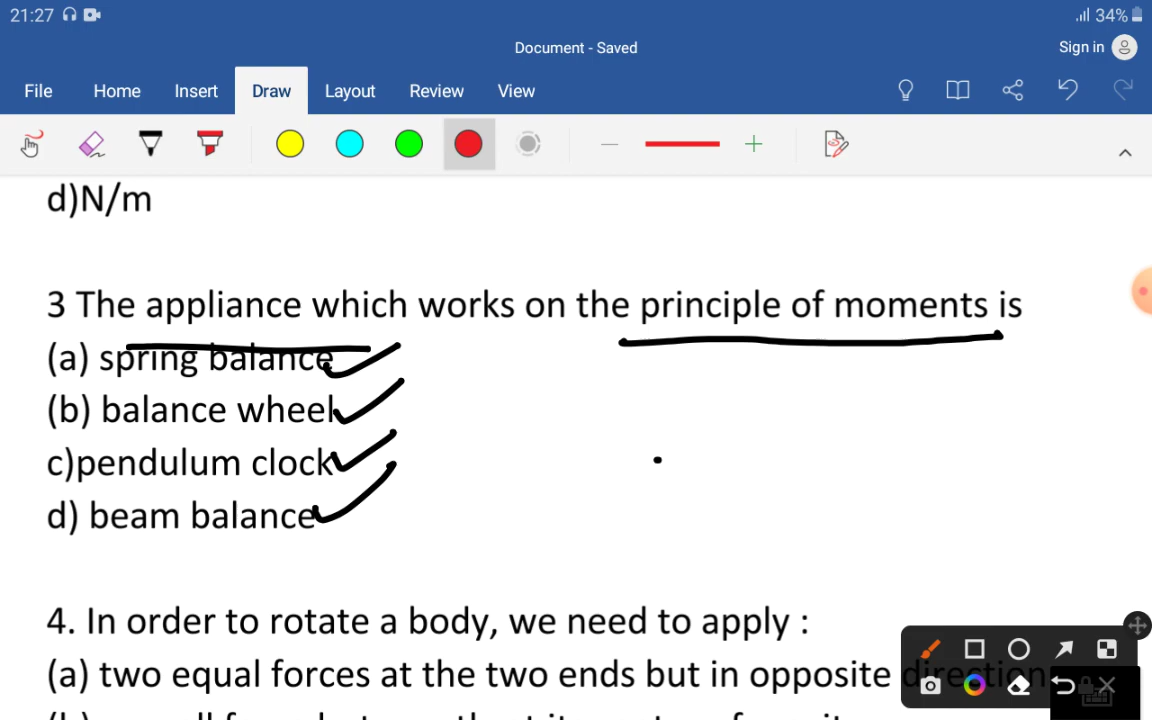 21:27 34%
Document - Saved
Sign in
File Home Insert Draw Layout Review View
d)N/m
3 The appliance which works on the principle of moments is
(a) spring balance
(b) balance wheel
c)pendulum clock
d) beam balance
4. In order to rotate a body, we need to apply :
(a) two equal forces at the two ends but in opposite direction